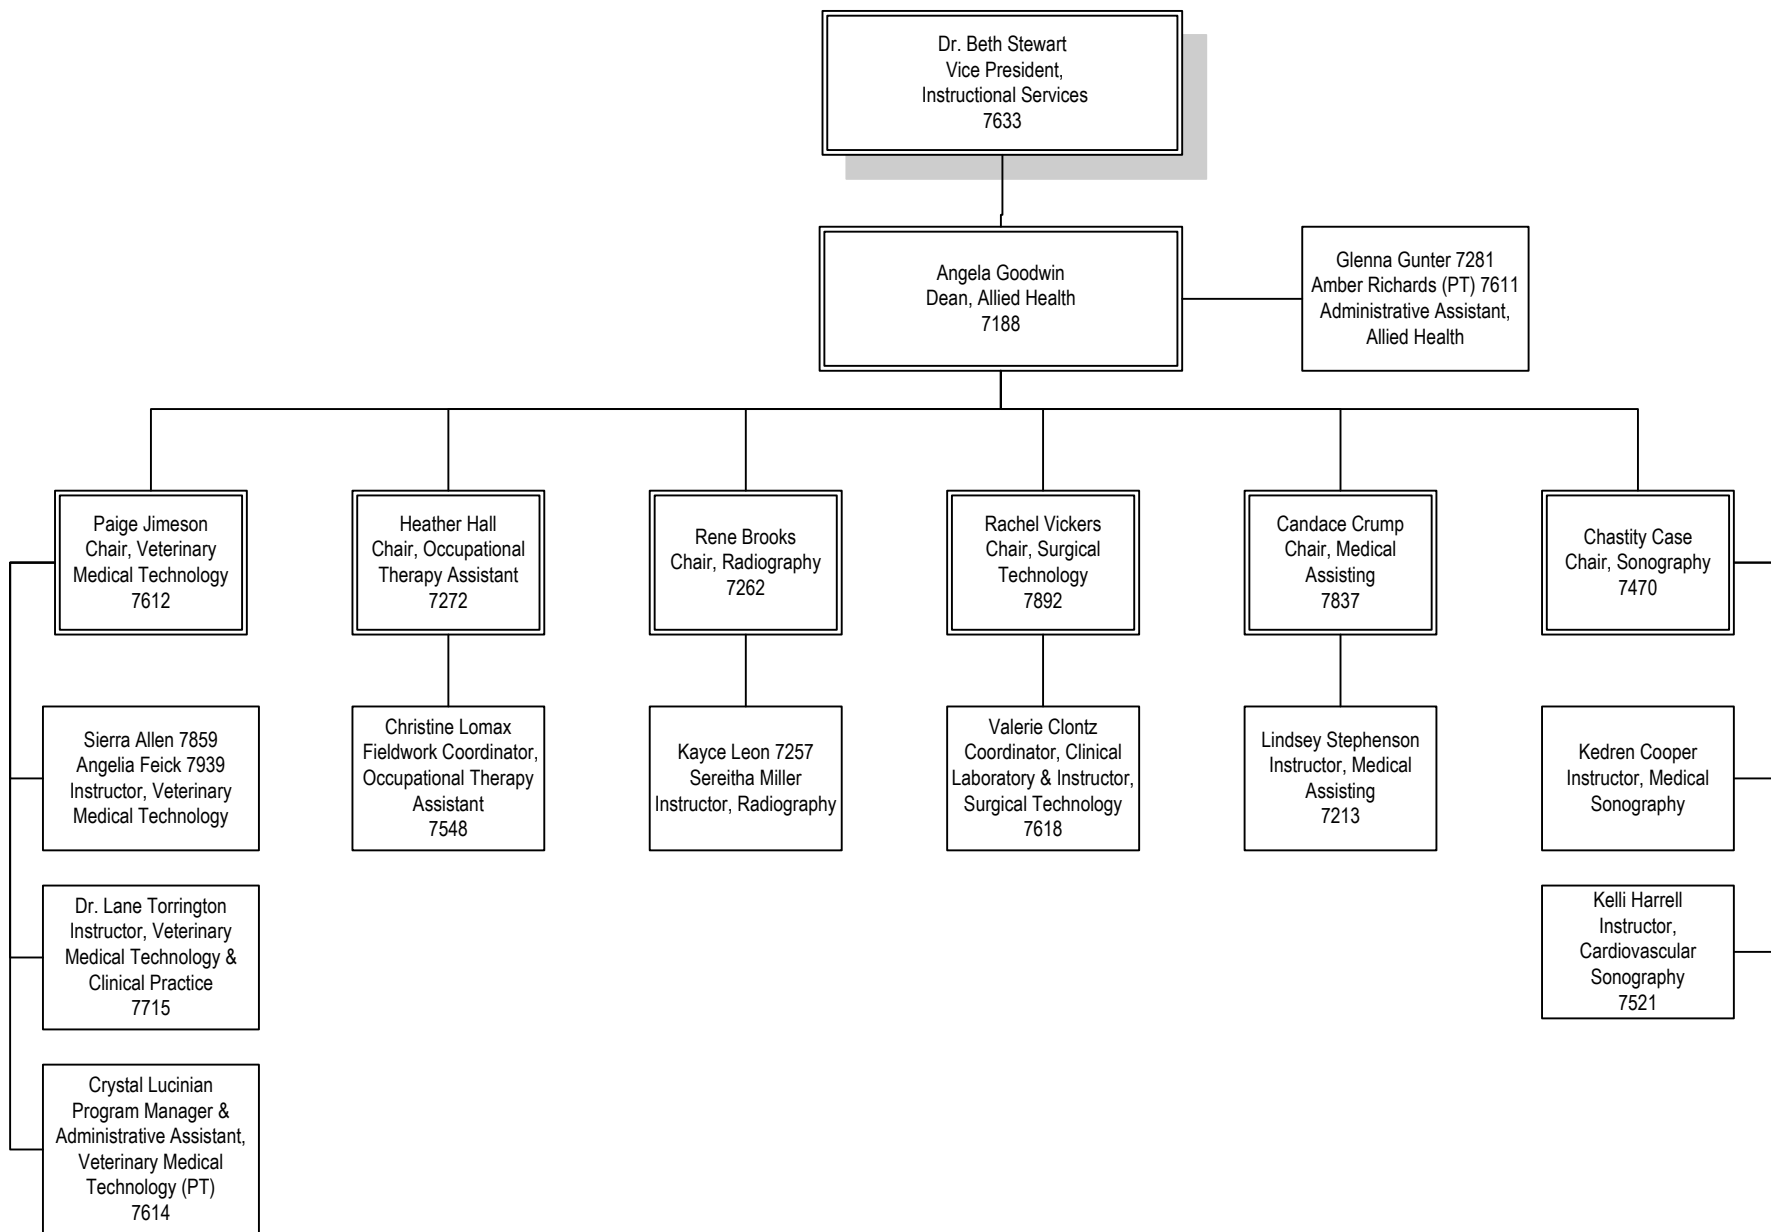 Dr. Beth Stewart
Vice President,
Instructional Services
7633
Angela Goodwin
Dean, Allied Health
7188
Glenna Gunter 7281
Amber Richards (PT) 7611
Administrative Assistant,
Allied Health
Paige Jimeson
Chair, Veterinary
Medical Technology
7612
Heather Hall
Chair, Occupational
Therapy Assistant
7272
Rene Brooks
Chair, Radiography
7262
Rachel Vickers
Chair, Surgical
Technology
7892
Candace Crump
Chair, Medical
Assisting
7837
Chastity Case
Chair, Sonography
7470
Sierra Allen 7859
Angelia Feick 7939
Instructor, Veterinary
Medical Technology
Christine Lomax
Fieldwork Coordinator,
Occupational Therapy
Assistant
7548
Kayce Leon 7257
Sereitha Miller
Instructor, Radiography
Valerie Clontz
Coordinator, Clinical
Laboratory & Instructor,
Surgical Technology
7618
Lindsey Stephenson
Instructor, Medical
Assisting
7213
Kedren Cooper
Instructor, Medical
Sonography
Dr. Lane Torrington
Instructor, Veterinary
Medical Technology &
Clinical Practice
7715
Kelli Harrell
Instructor,
Cardiovascular
Sonography
7521
Crystal Lucinian
Program Manager &
Administrative Assistant,
Veterinary Medical
Technology (PT)
7614